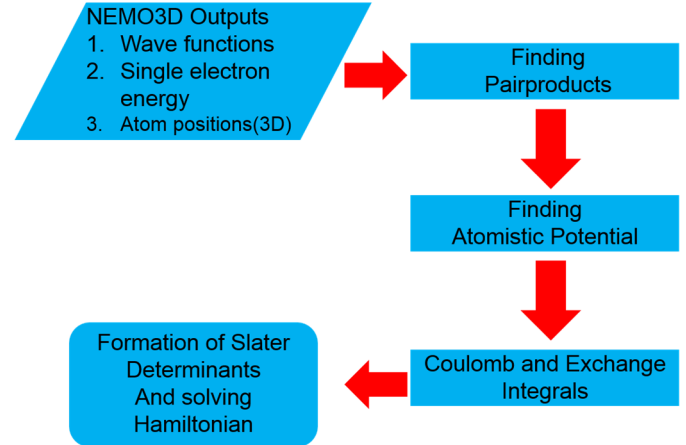 NEMO3D Outputs
1. Wave functions
2. Single electron
energy
3. Atom positions(3D)
Finding
Pairproducts
Finding
Atomistic Potential
Coulomb and Exchange
Integrals
Formation of Slater
Determinants
And solving
Hamiltonian